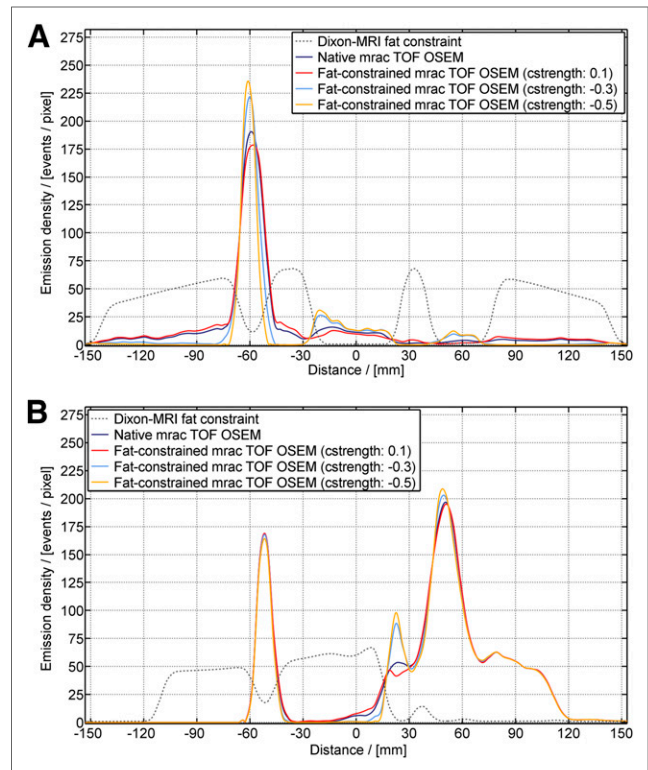 A
275
250
225
200
175
150
125
100
75
50
25
0
Emission density / [events / pixel]
Dixon-MRI fat constraint
Native mrac TOF OSEM
Fat-constrained mrac TOF OSEM (cstrength: 0.1)
Fat-constrained mrac TOF OSEM (cstrength: -0.3)
Fat-constrained mrac TOF OSEM (cstrength: -0.5)
-150 -120 -90 -60 -30 0 30 60 90 120 150
Distance / [mm]
B
275
250
225
200
175
150
125
100
75
50
25
0
Emission density / [events / pixel]
Dixon-MRI fat constraint
Native mrac TOF OSEM
Fat-constrained mrac TOF OSEM (cstrength: 0.1)
Fat-constrained mrac TOF OSEM (cstrength: -0.3)
Fat-constrained mrac TOF OSEM (cstrength: -0.5)
-150 -120 -90 -60 -30 0 30 60 90 120 150
Distance / [mm]